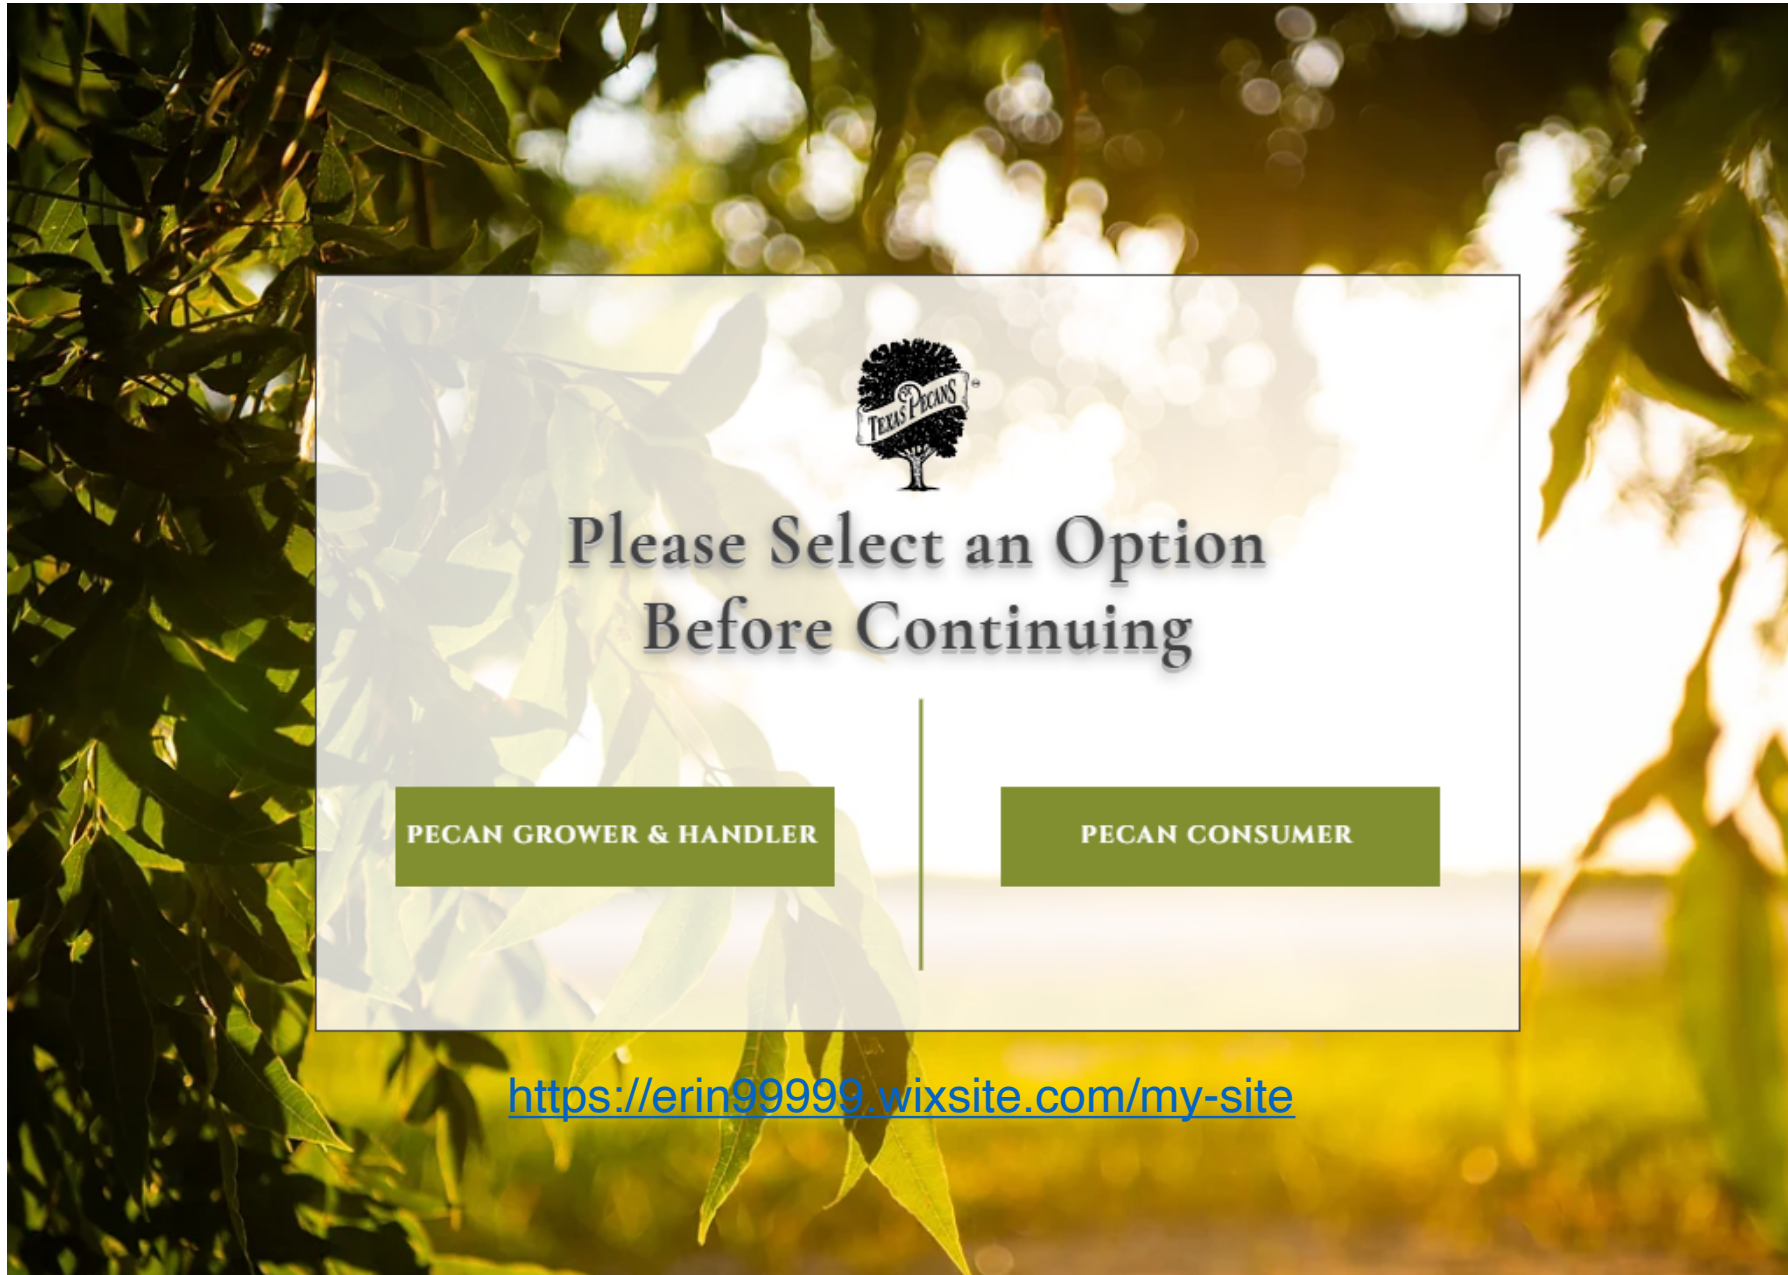 TEXAS PECANS
Please Select an Option
Before Continuing
PECAN GROWER & HANDLER
PECAN CONSUMER
https://erin99999.wixsite.com/my-site